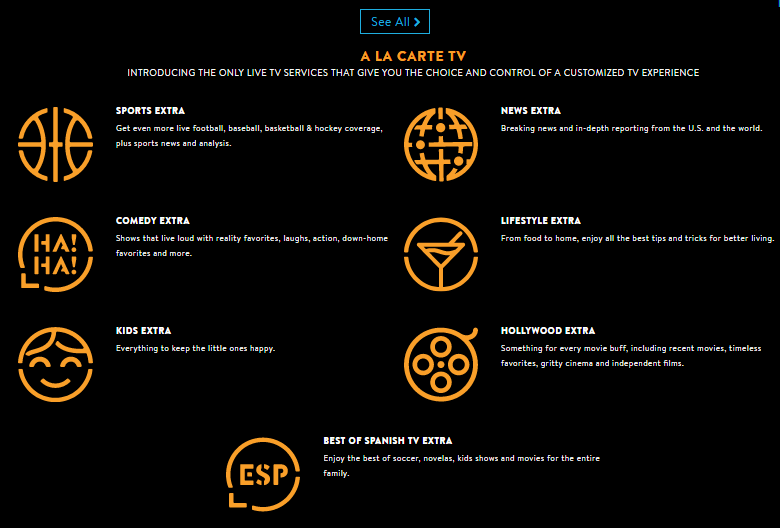 See All
A LA CARTE TV
INTRODUCING THE ONLY LIVE TV SERVICES THAT GIVE YOU THE CHOICE AND CONTROL OF A CUSTOMIZED TV EXPERIENCE
SPORTS EXTRA
Get even more live football, baseball, basketball & hockey coverage,
plus sports news and analysis.
NEWS EXTRA
Breaking news and in-depth reporting from the U.S. and the world.
HA!
HA!
COMEDY EXTRA
Shows that live loud with reality favorites, laughs, action, down-home
favorites and more.
LIFESTYLE EXTRA
From food to home, enjoy all the best tips and tricks for better living.
KIDS EXTRA
Everything to keep the little ones happy.
HOLLYWOOD EXTRA
Something for every movie buff, including recent movies, timeless
favorites, gritty cinema and independent films.
ESP
BEST OF SPANISH TV EXTRA
Enjoy the best of soccer, novelas, kids shows and movies for the entire
family.